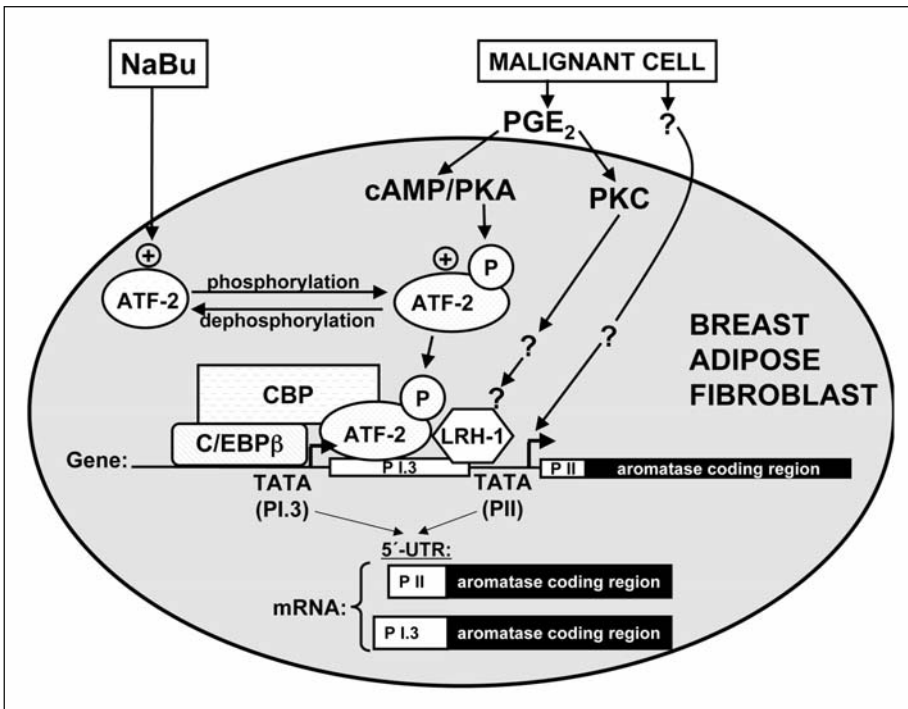 NaBu
MALIGNANT CELL
PGE₂
?
cAMP/PKA
PKC
+
ATF-2
phosphorylation
dephosphorylation
+
P
ATF-2
?
?
BREAST
ADIPOSE
FIBROBLAST
CBP
P
?
C/EBPβ
ATF-2
LRH-1
Gene:
P I.3
P II
aromatase coding region
TATA
(PI.3)
TATA
(PII)
5´-UTR:
mRNA:
P II
aromatase coding region
P I.3
aromatase coding region